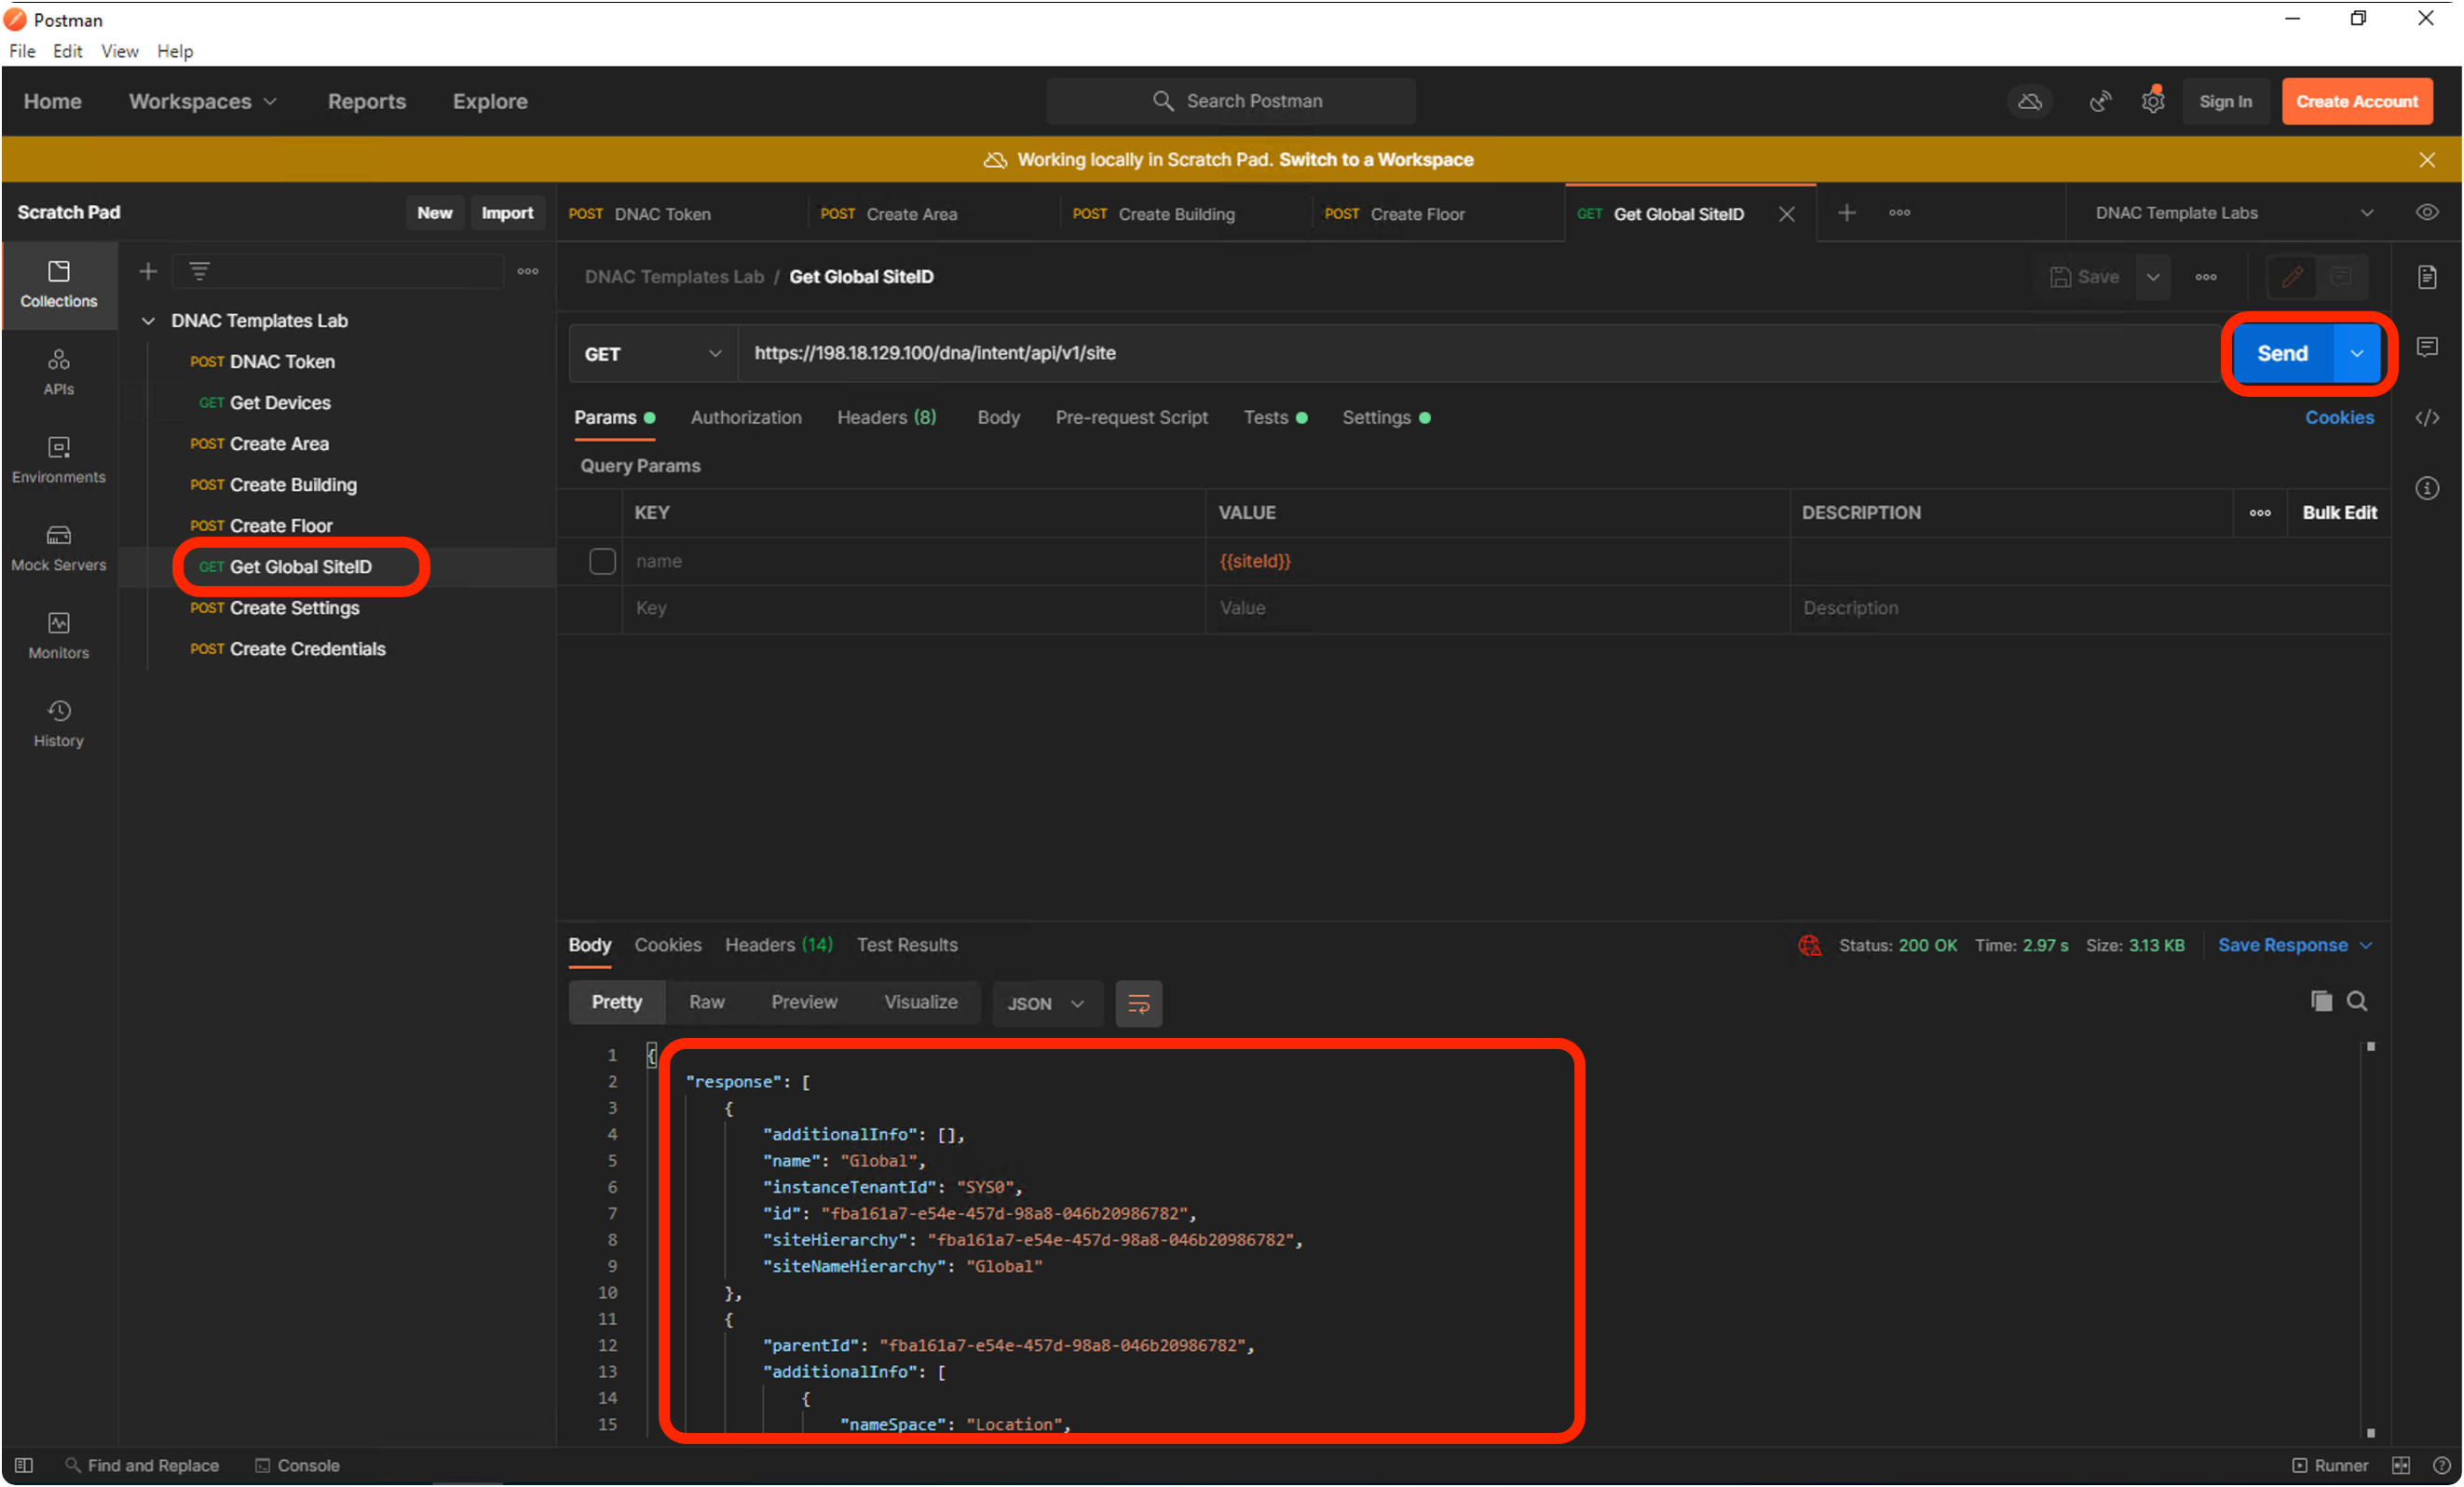 Postman
File Edit View Help
Home Workspaces Reports Explore Search Postman Sign In Create Account
Working locally in Scratch Pad. Switch to a Workspace
Scratch Pad New Import
POST DNAC Token POST Create Area POST Create Building POST Create Floor GET Get Global SiteID DNAC Template Labs
Collections
APIs
Environments
Mock Servers
Monitors
History
DNAC Templates Lab
POST DNAC Token
GET Get Devices
POST Create Area
POST Create Building
POST Create Floor
GET Get Global SiteID
POST Create Settings
POST Create Credentials
DNAC Templates Lab / Get Global SiteID Save
GET https://198.18.129.100/dna/intent/api/v1/site Send
Params Authorization Headers (8) Body Pre-request Script Tests Settings Cookies
Query Params
KEY VALUE DESCRIPTION Bulk Edit
name {{siteId}}
Key Value Description
Body Cookies Headers (14) Test Results Status: 200 OK Time: 2.97 s Size: 3.13 KB Save Response
Pretty Raw Preview Visualize JSON
1 {
2 "response": [
3 {
4 "additionalInfo": [],
5 "name": "Global",
6 "instanceTenantId": "SYS0",
7 "id": "fba161a7-e54e-457d-98a8-046b20986782",
8 "siteHierarchy": "fba161a7-e54e-457d-98a8-046b20986782",
9 "siteNameHierarchy": "Global"
10 },
11 {
12 "parentId": "fba161a7-e54e-457d-98a8-046b20986782",
13 "additionalInfo": [
14 {
15 "nameSpace": "Location",
Find and Replace Console Runner